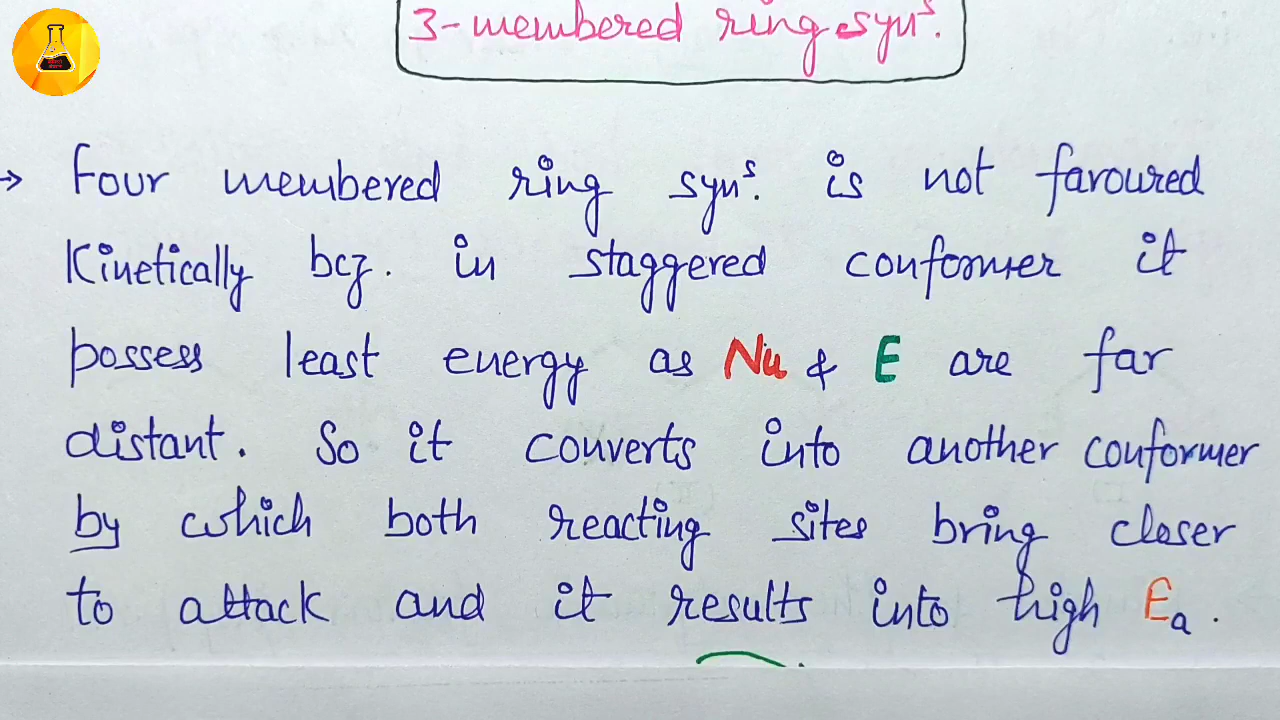 3-membered ring synˢ.
→ Four membered ring synˢ. is not favoured
Kinetically bcz. in staggered conformer it
possess least energy as Nu & E are far
distant. So it converts into another conformer
by which both reacting sites bring closer
to attack and it results into high Ea.